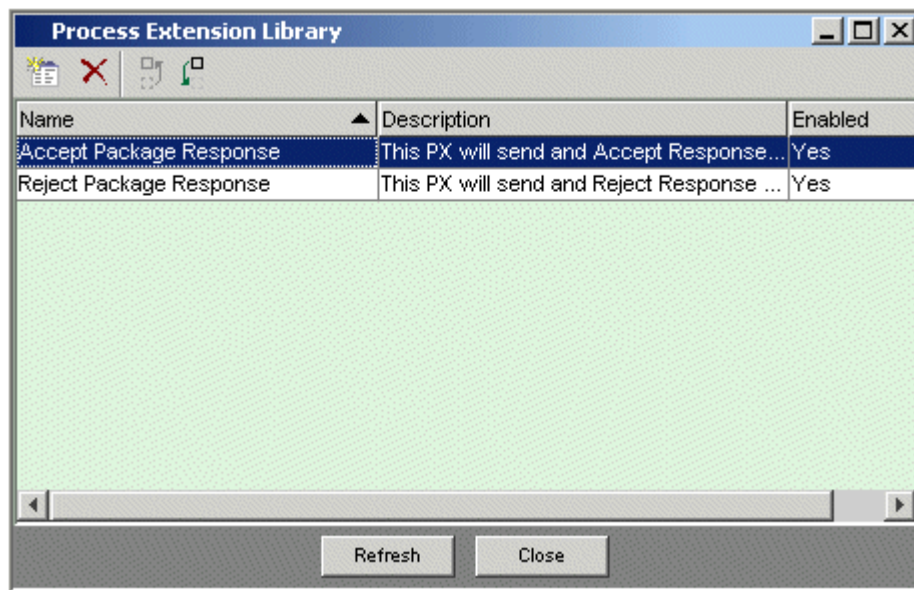 Process Extension Library
Name Description Enabled
Accept Package Response This PX will send and Accept Response... Yes
Reject Package Response This PX will send and Reject Response ... Yes
Refresh Close